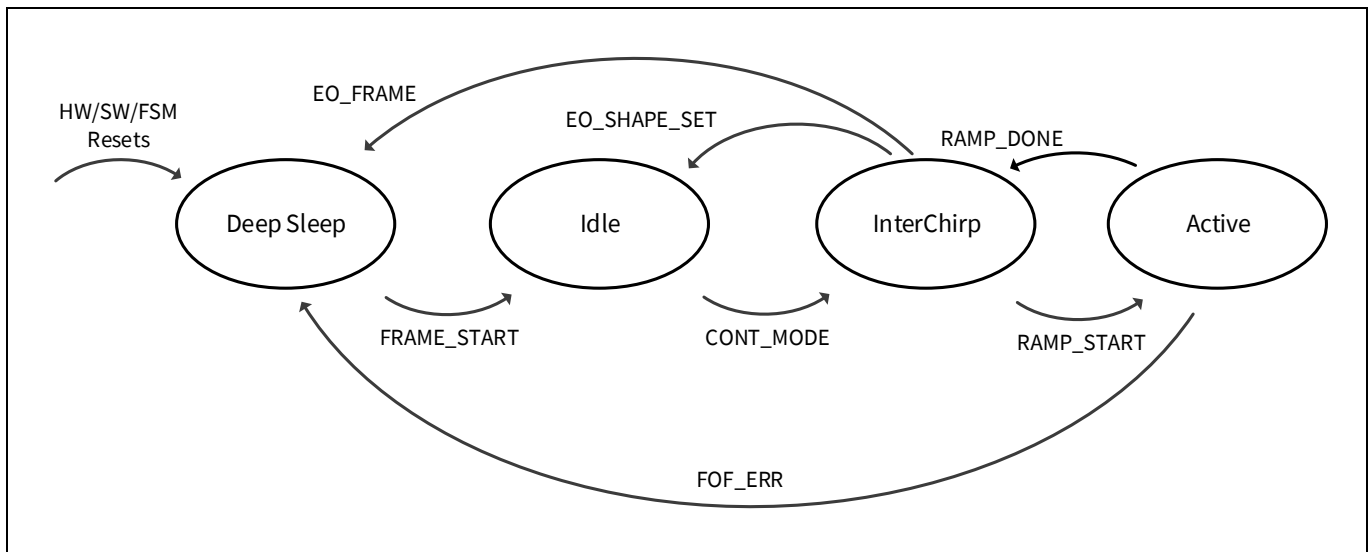 EO_FRAME
HW/SW/FSM
Resets
EO_SHAPE_SET
RAMP_DONE
Deep Sleep
Idle
InterChirp
Active
FRAME_START
CONT_MODE
RAMP_START
FOF_ERR